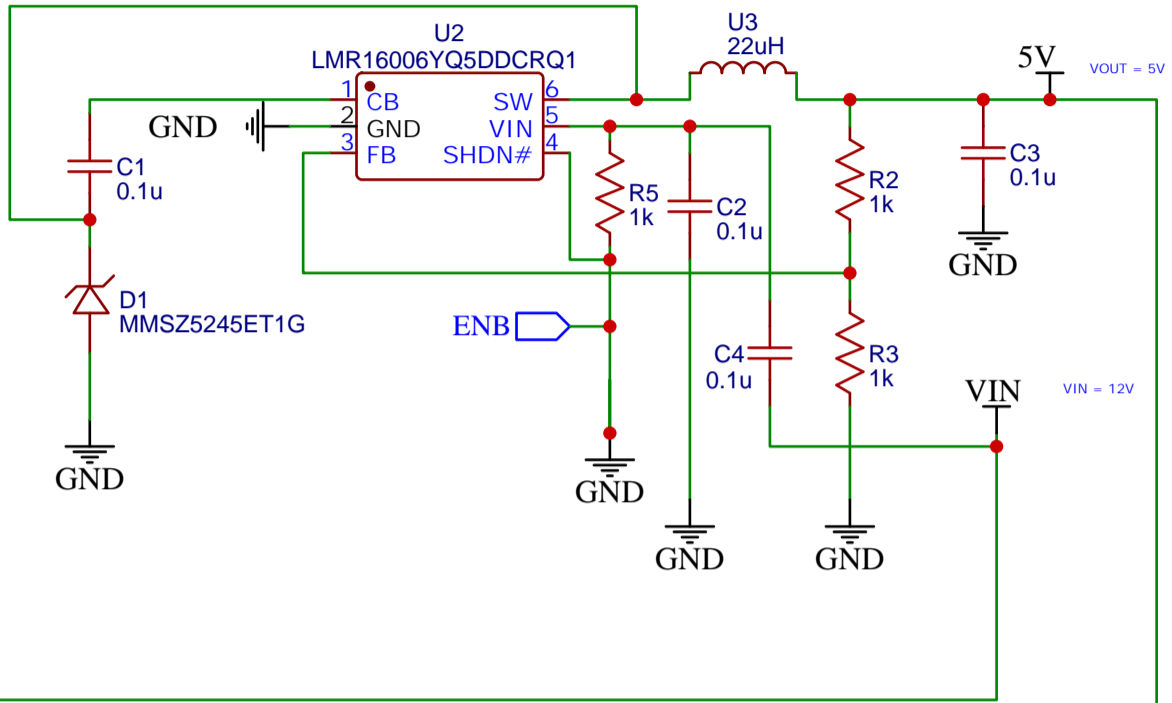 U2
LMR16006YQ5DDCRQ1
U3
22uH
5V
VOUT = 5V
1
CB
2
GND
3
FB
SW
6
VIN
5
SHDN#
4
GND
C1
0.1u
R5
1k
C2
0.1u
R2
1k
C3
0.1u
GND
D1
MMSZ5245ET1G
ENB
C4
0.1u
R3
1k
VIN
VIN = 12V
GND
GND
GND
GND